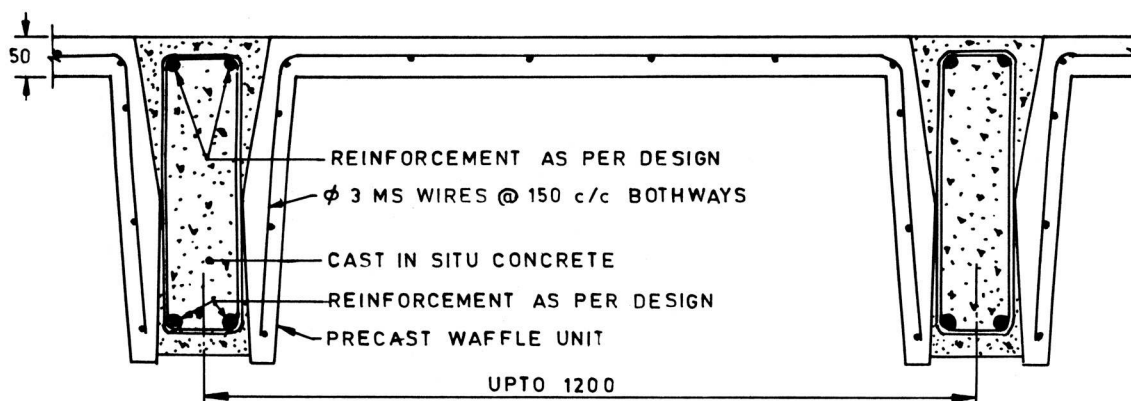 50
REINFORCEMENT AS PER DESIGN
ϕ 3 MS WIRES @ 150 c/c BOTHWAYS
CAST IN SITU CONCRETE
REINFORCEMENT AS PER DESIGN
PRECAST WAFFLE UNIT
UPTO 1200